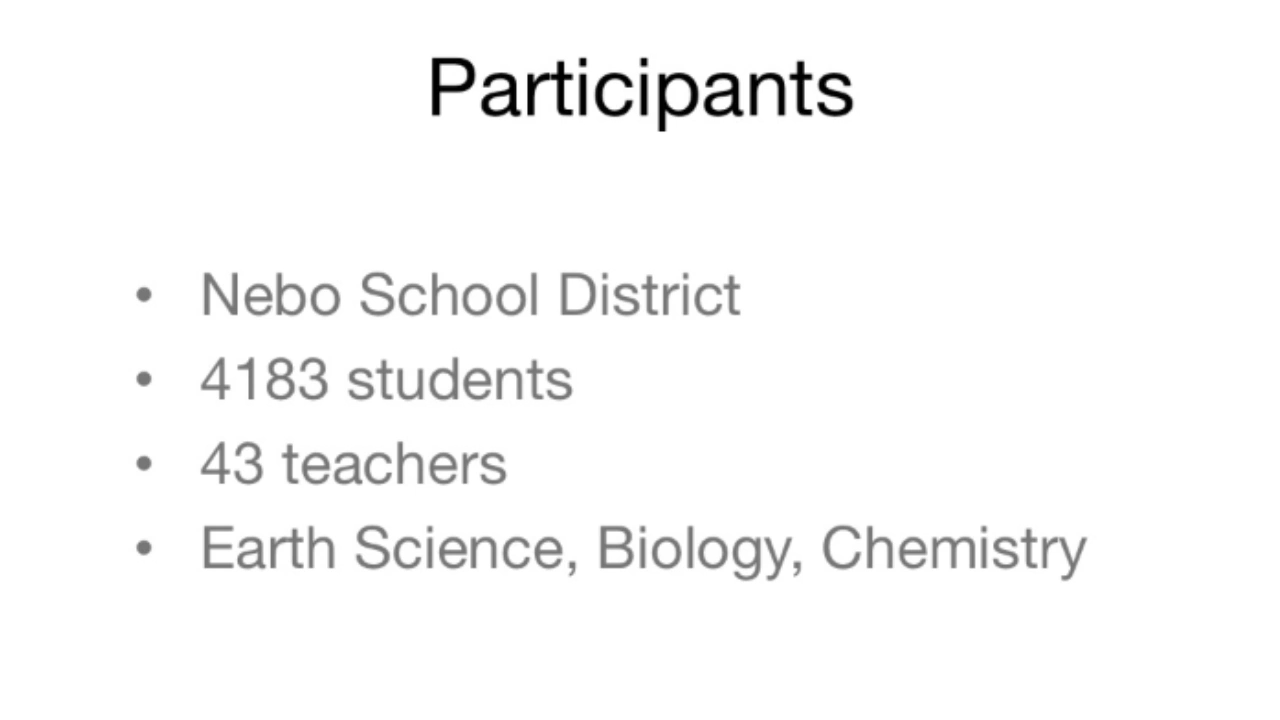 Participants
• Nebo School District
• 4183 students
• 43 teachers
• Earth Science, Biology, Chemistry